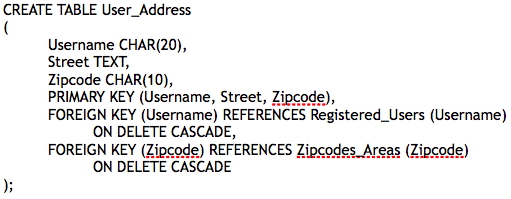 CREATE TABLE User_Address
(
Username CHAR(20),
Street TEXT,
Zipcode CHAR(10),
PRIMARY KEY (Username, Street, Zipcode),
FOREIGN KEY (Username) REFERENCES Registered_Users (Username)
ON DELETE CASCADE,
FOREIGN KEY (Zipcode) REFERENCES Zipcodes_Areas (Zipcode)
ON DELETE CASCADE
);